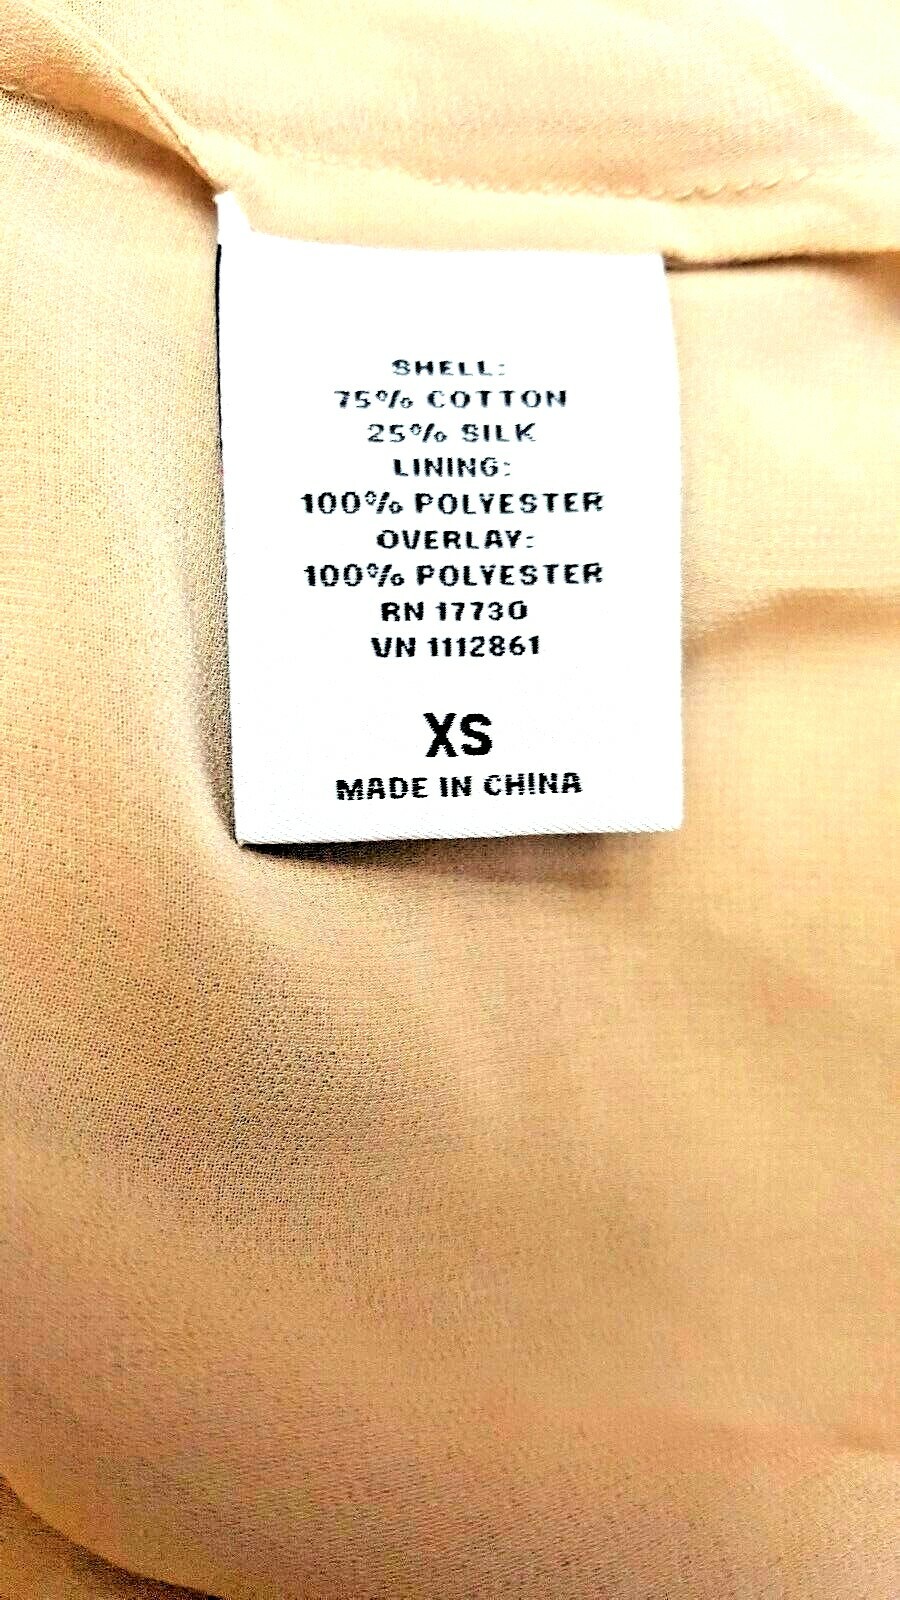 SHELL:
75% COTTON
25% SILK
LINING:
100% POLYESTER
OVERLAY:
100% POLYESTER
RN 17730
VN 1112861
XS
MADE IN CHINA